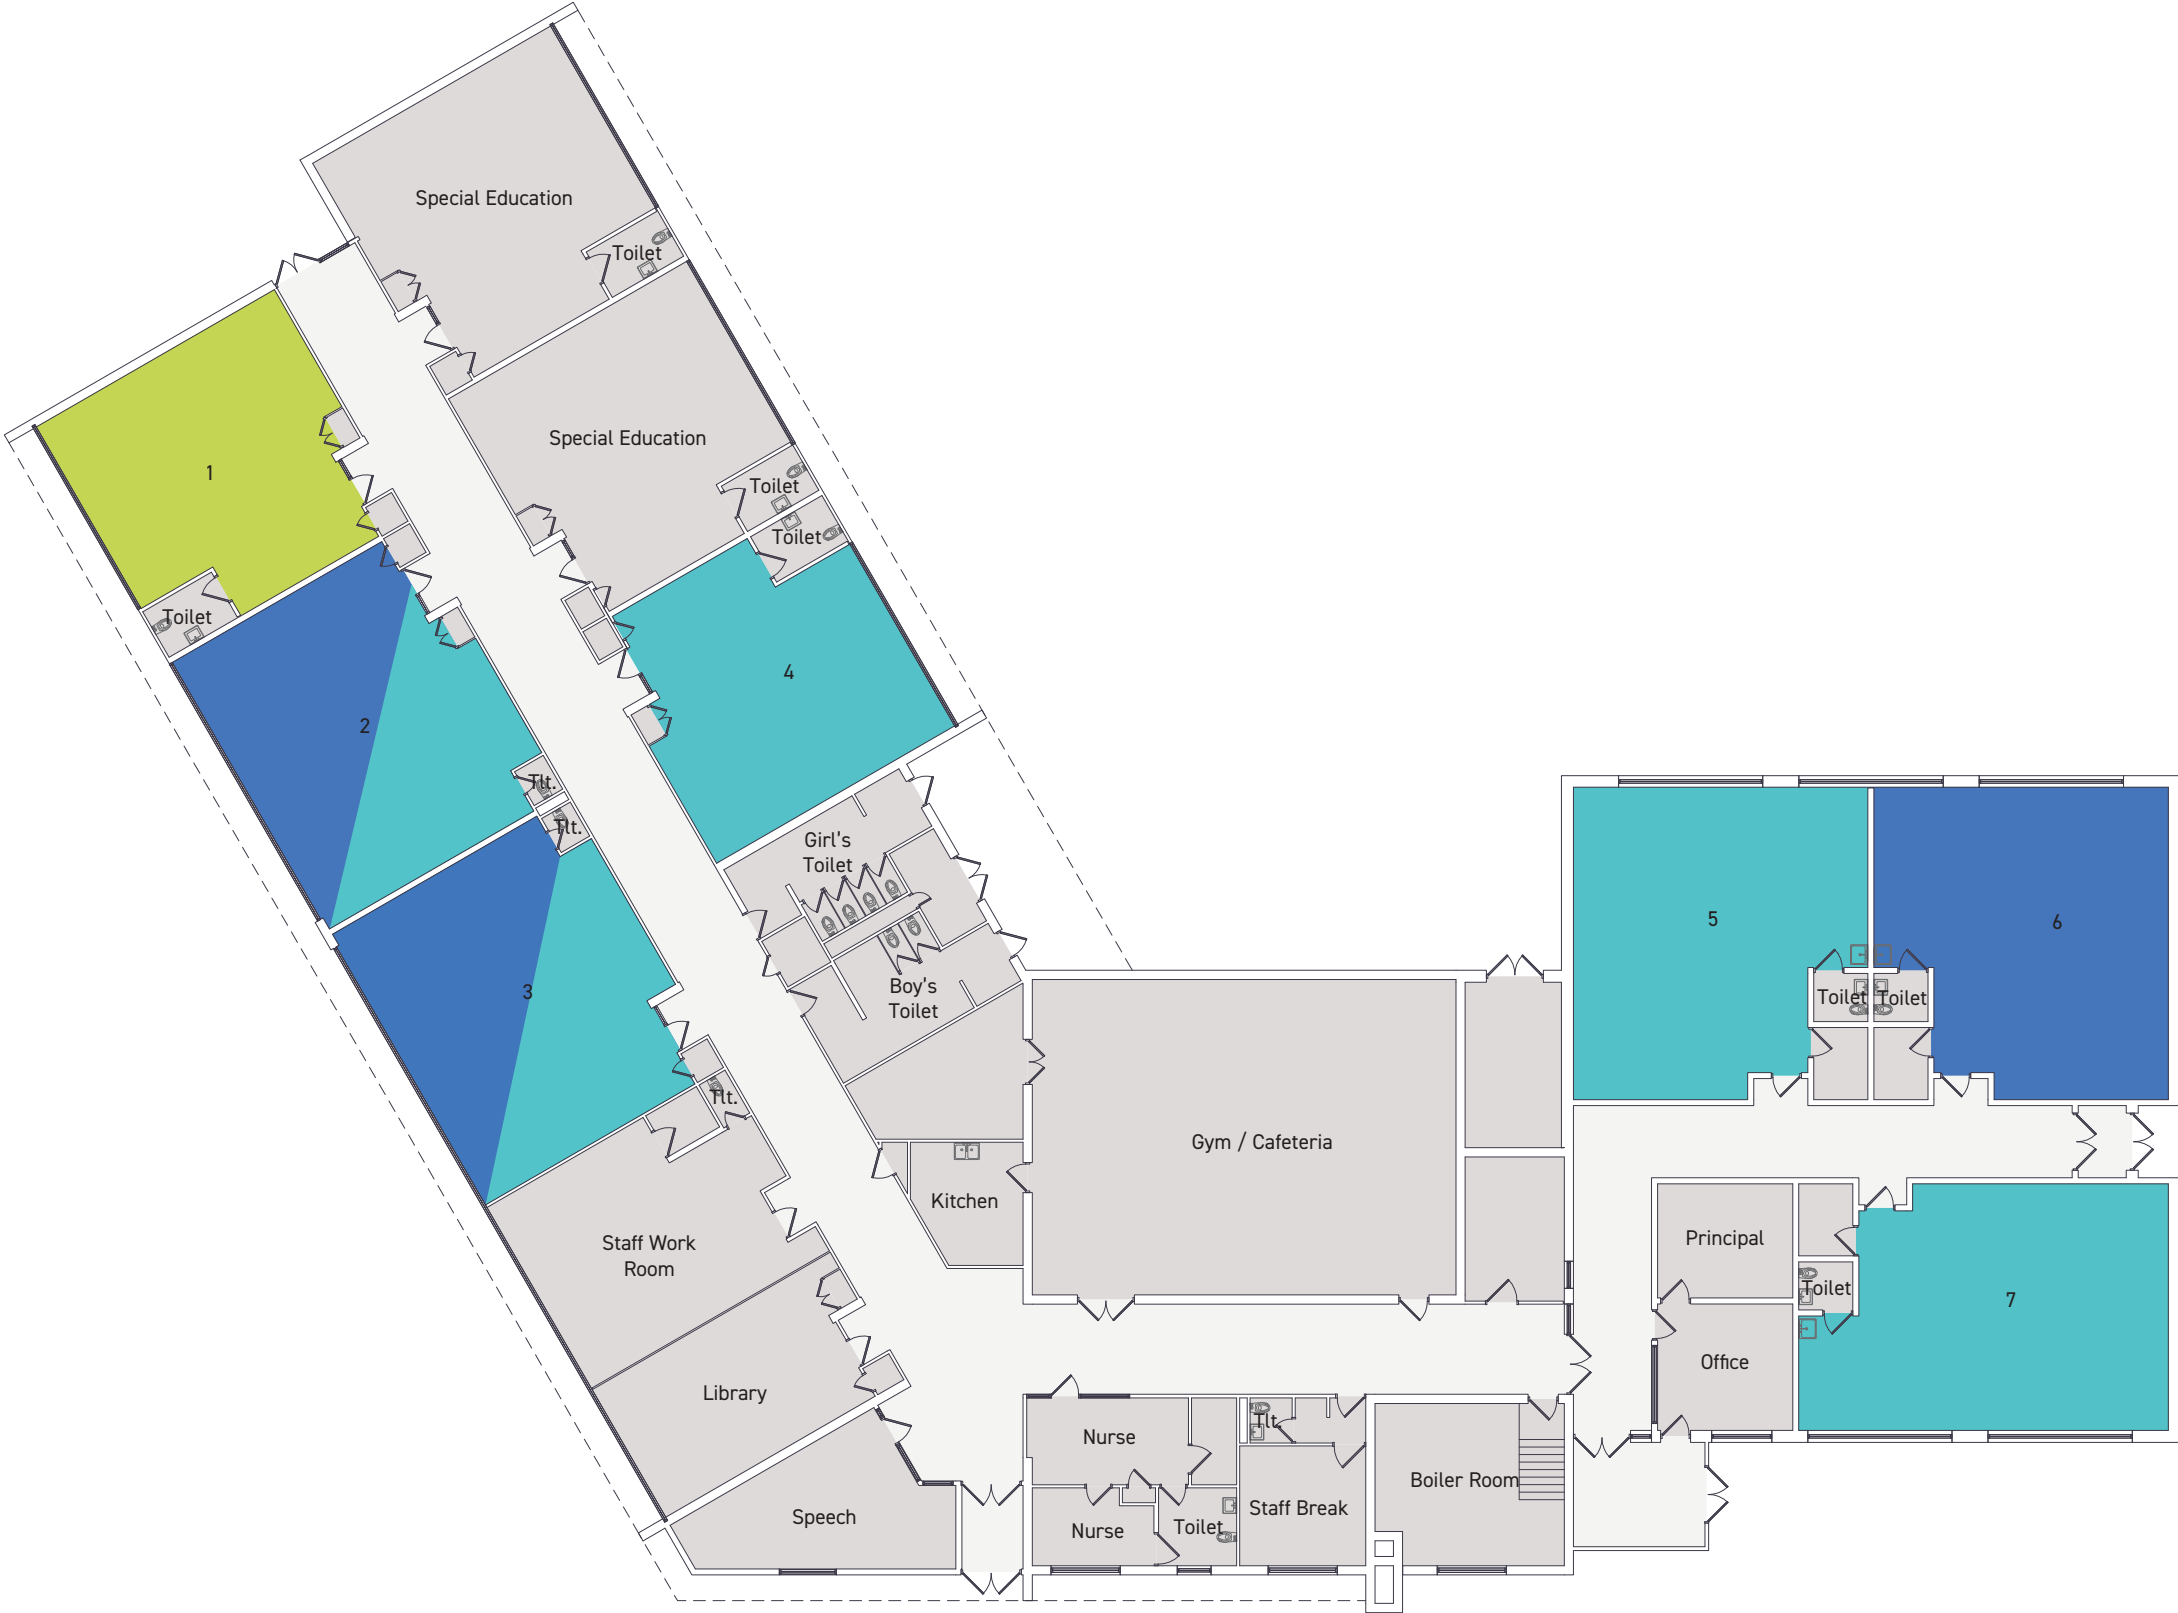 Special Education
Toilet
Special Education
1
Toilet
Toilet
Toilet
4
2
Tlt.
Tlt.
Girl's
Toilet
5
6
3
Boy's
Toilet
Toilet
Toilet
Tlt.
Gym / Cafeteria
Kitchen
Staff Work
Room
Principal
Toilet
7
Office
Library
Nurse
Tlt.
Boiler Room
Speech
Staff Break
Nurse
Toilet